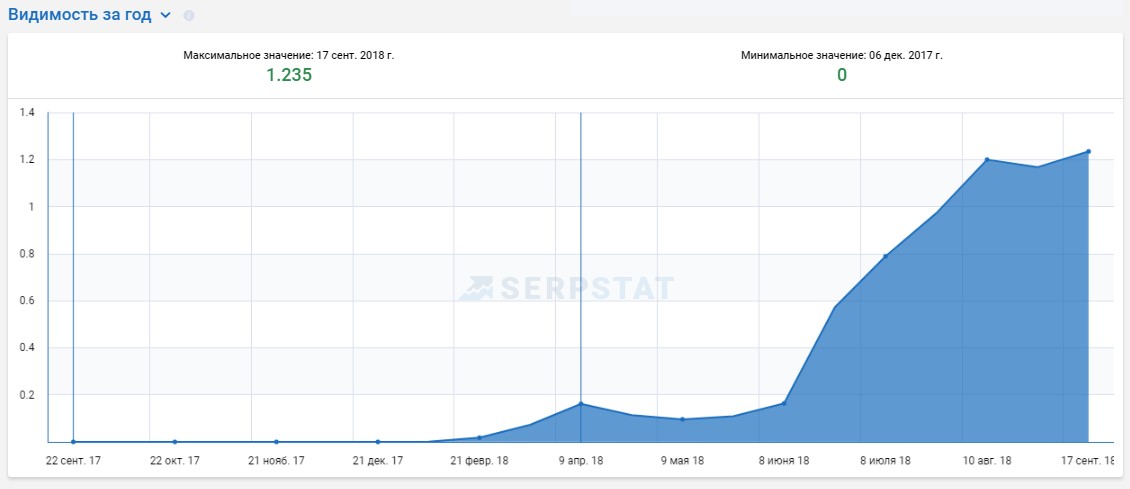 Видимость за год
Максимальное значение: 17 сент. 2018 г.
1.235
Минимальное значение: 06 дек. 2017 г.
0
1.4
1.2
1
0.8
0.6
0.4
0.2
SERPSTAT
22 сент. 17
22 окт. 17
21 нояб. 17
21 дек. 17
21 февр. 18
9 апр. 18
9 мая 18
8 июня 18
8 июля 18
10 авг. 18
17 сент. 18